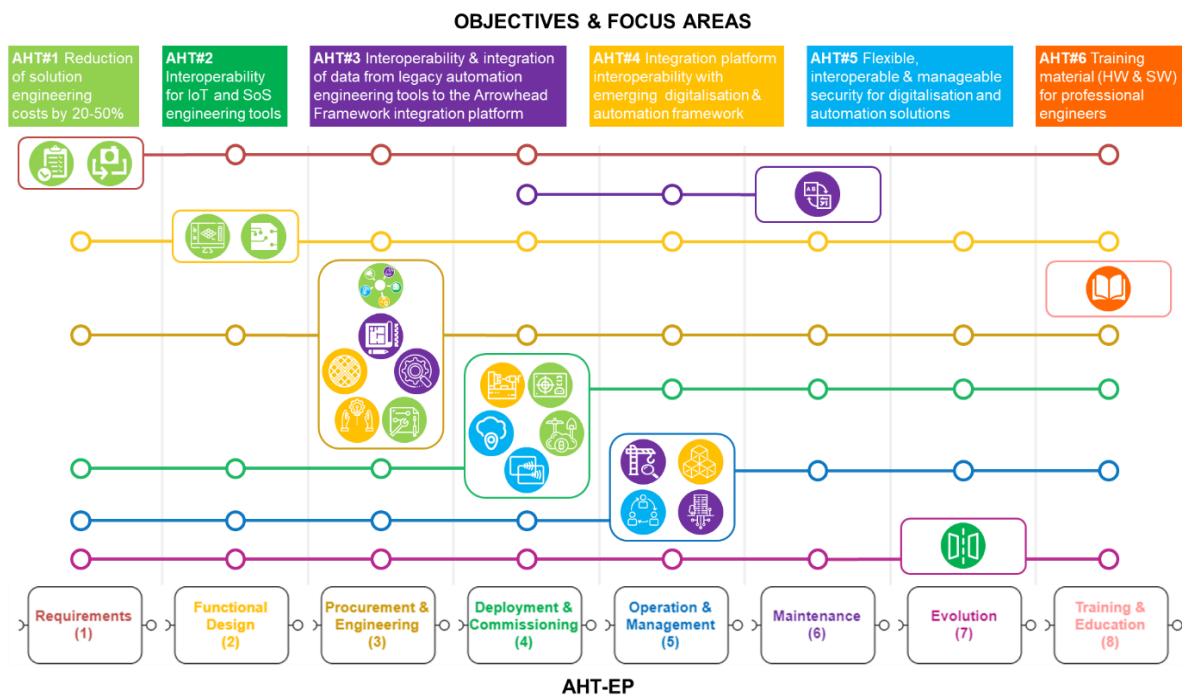 OBJECTIVES & FOCUS AREAS
AHT#1 Reduction
of solution
engineering
costs by 20-50%
AHT#2
Interoperability
for IoT and SoS
engineering tools
AHT#3 Interoperability & integration
of data from legacy automation
engineering tools to the Arrowhead
Framework integration platform
AHT#4 Integration platform
interoperability with
emerging digitalisation &
automation framework
AHT#5 Flexible,
interoperable & manageable
security for digitalisation and
automation solutions
AHT#6 Training
material (HW & SW)
for professional
engineers
Requirements
(1)
Functional
Design
(2)
Procurement &
Engineering
(3)
Deployment &
Commissioning
(4)
Operation &
Management
(5)
Maintenance
(6)
Evolution
(7)
Training &
Education
(8)
AHT-EP